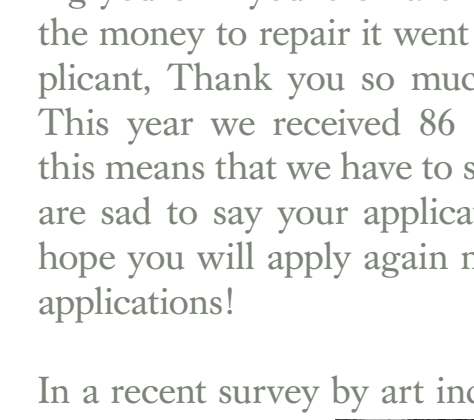 the money to repair it went
plicant, Thank you so muc
This year we received 86
this means that we have to s
are sad to say your applica
hope you will apply again
applications!
In a recent survey by art